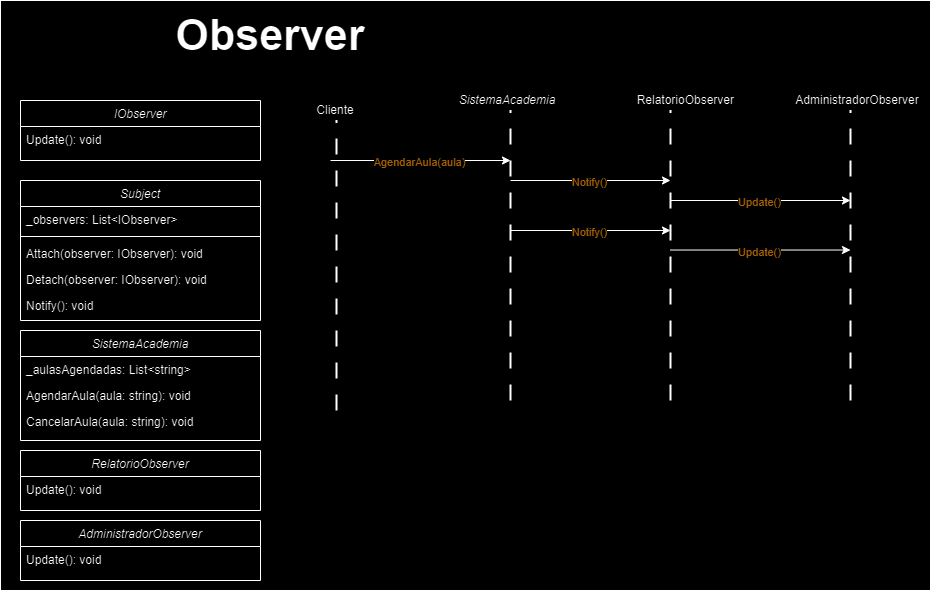 Observer
IObserver
Update(): void
Subject
_observers: List<IObserver>
Attach(observer: IObserver): void
Detach(observer: IObserver): void
Notify(): void
SistemaAcademia
_aulasAgendadas: List<string>
AgendarAula(aula: string): void
CancelarAula(aula: string): void
RelatorioObserver
Update(): void
AdministradorObserver
Update(): void
Cliente
SistemaAcademia
RelatorioObserver
AdministradorObserver
AgendarAula(aula)
Notify()
Update()
Notify()
Update()